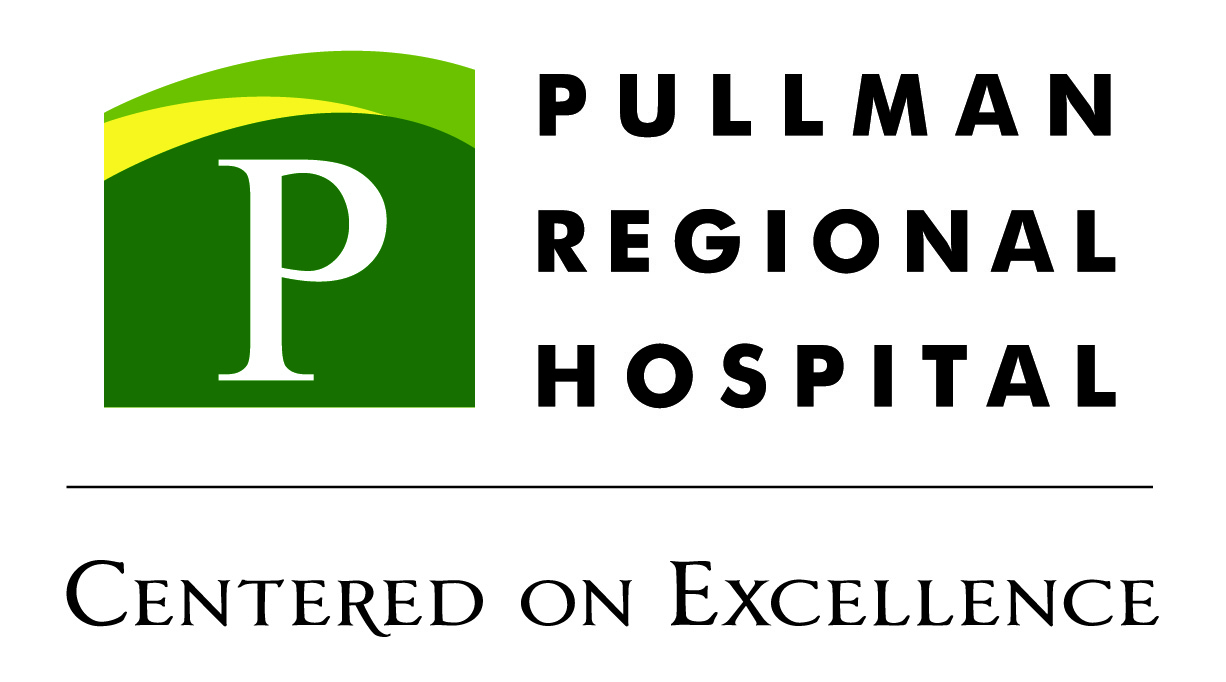 P
PULLMAN
REGIONAL
HOSPITAL
CENTERED ON EXCELLENCE